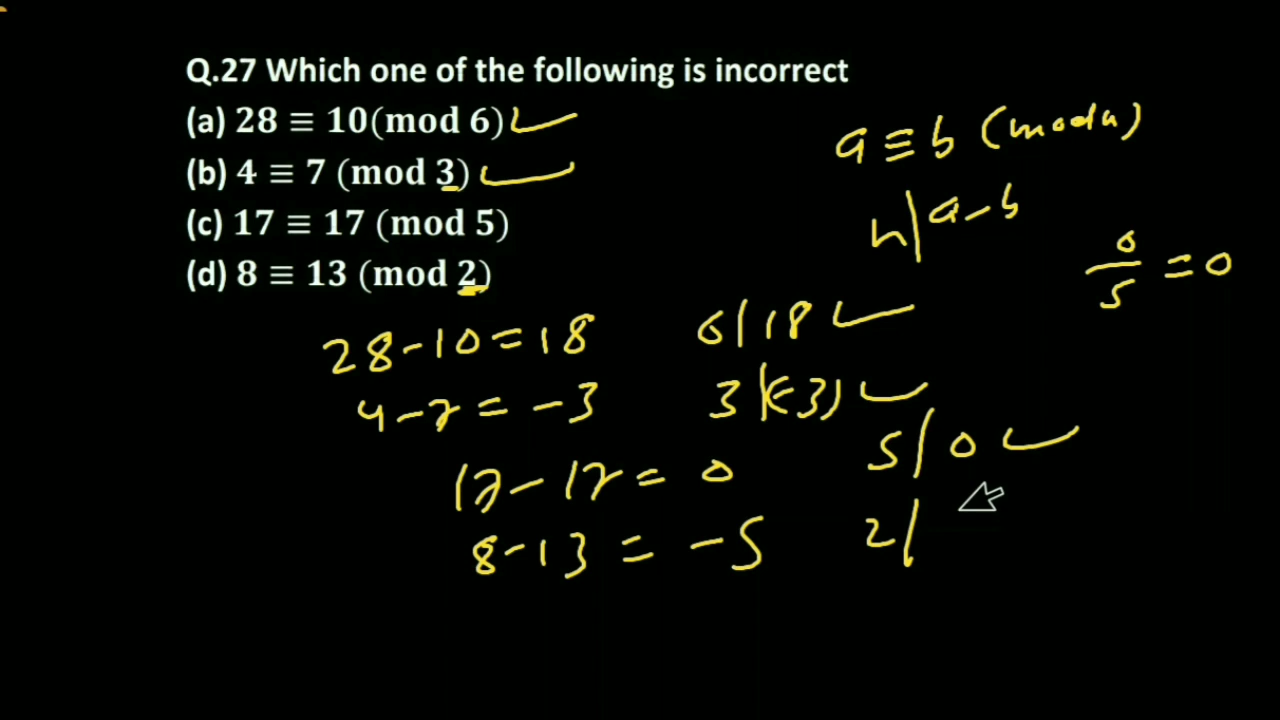 Q.27 Which one of the following is incorrect
(a) 28 ≡ 10(mod 6)
(b) 4 ≡ 7 (mod 3)
(c) 17 ≡ 17 (mod 5)
(d) 8 ≡ 13 (mod 2)
a ≡ b (mod n)
n|a-b
0/5 = 0
28-10=18 6|18 ✓
4-7 = -3 3|(-3) ✓
17-17 = 0 5|0 ✓
8-13 = -5 2|